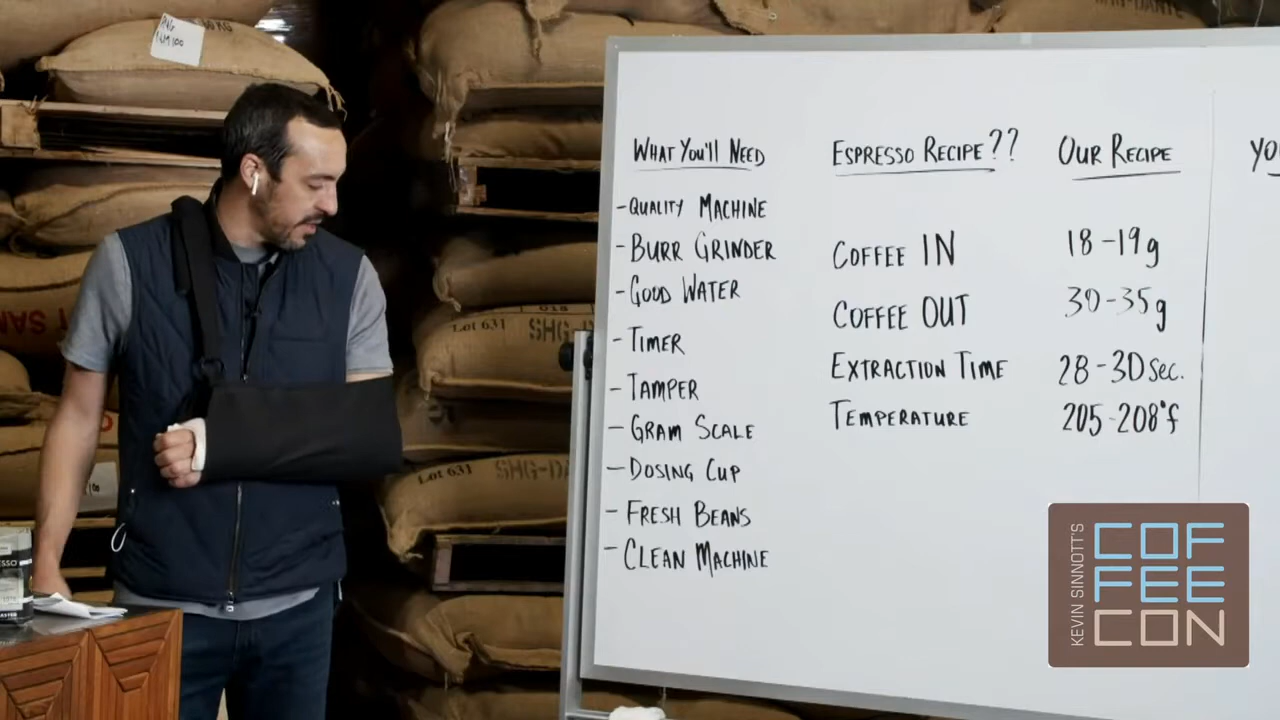 PNG
Lot 631
SHG-
Lot 631
SHG-DA
What You'll Need
-Quality Machine
-Burr Grinder
-Good Water
-Timer
-Tamper
-Gram Scale
-Dosing Cup
-Fresh Beans
-Clean Machine
Espresso Recipe??
Coffee IN
Coffee OUT
Extraction Time
Temperature
Our Recipe
18-19g
30-35g
28-30 Sec.
205-208°f
KEVIN SINNOTT'S
COF
FEE
CON